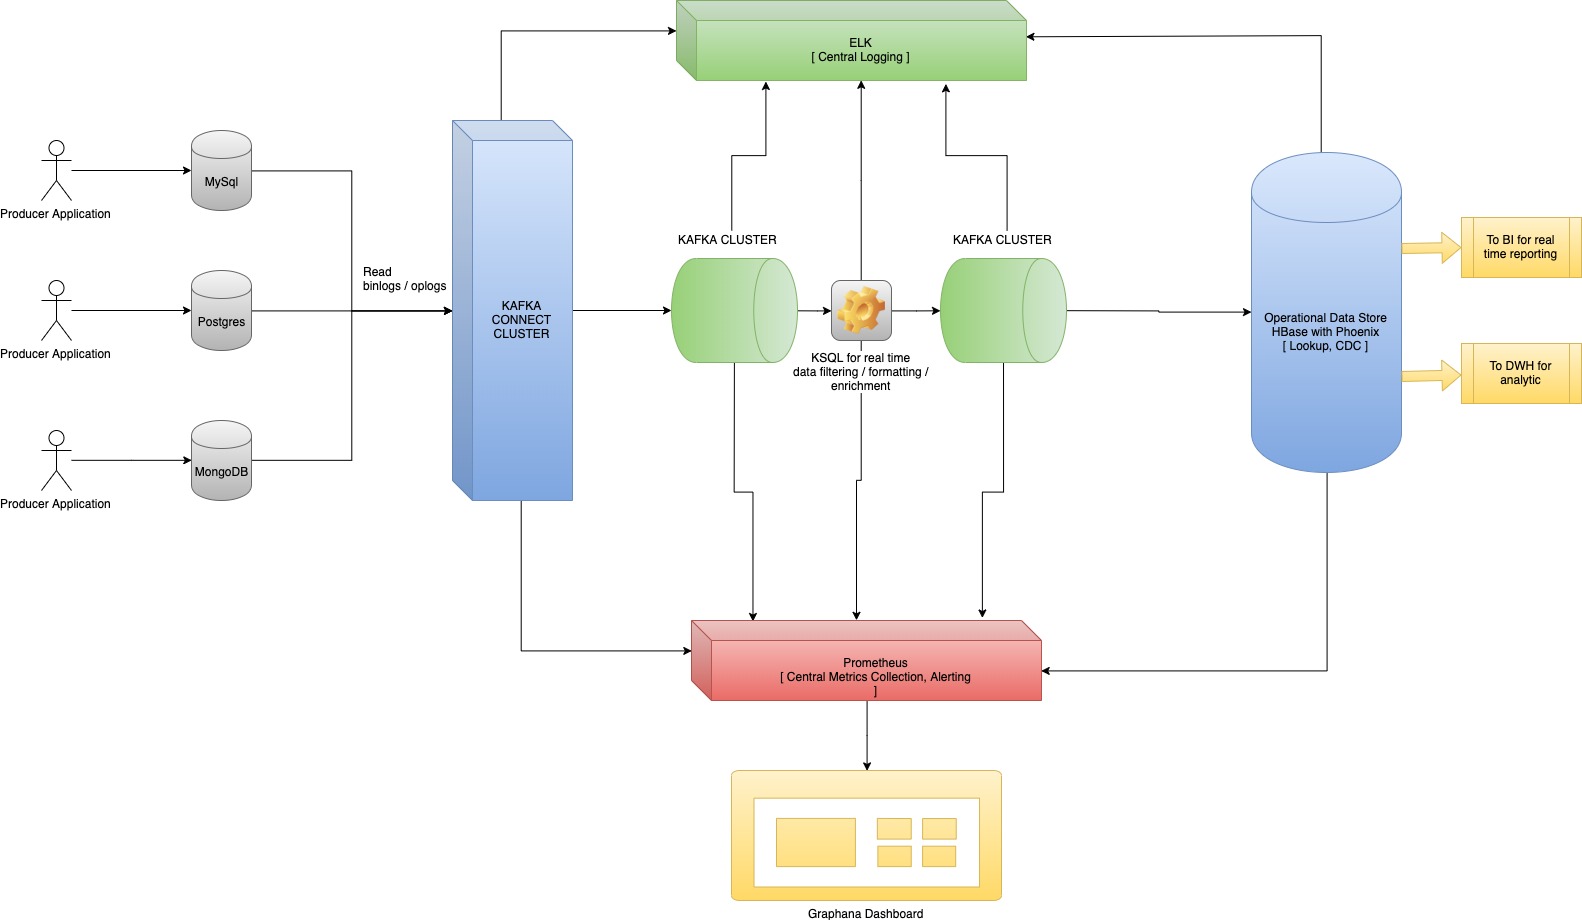 ELK
[ Central Logging ]
MySql
Producer Application
KAFKA CLUSTER
KAFKA CLUSTER
To BI for real
time reporting
Read
binlogs / oplogs
Postgres
Producer Application
KAFKA
CONNECT
CLUSTER
KSQL for real time
data filtering / formatting /
enrichment
Operational Data Store
HBase with Phoenix
[ Lookup, CDC ]
To DWH for
analytic
MongoDB
Producer Application
Prometheus
[ Central Metrics Collection, Alerting
]
Graphana Dashboard